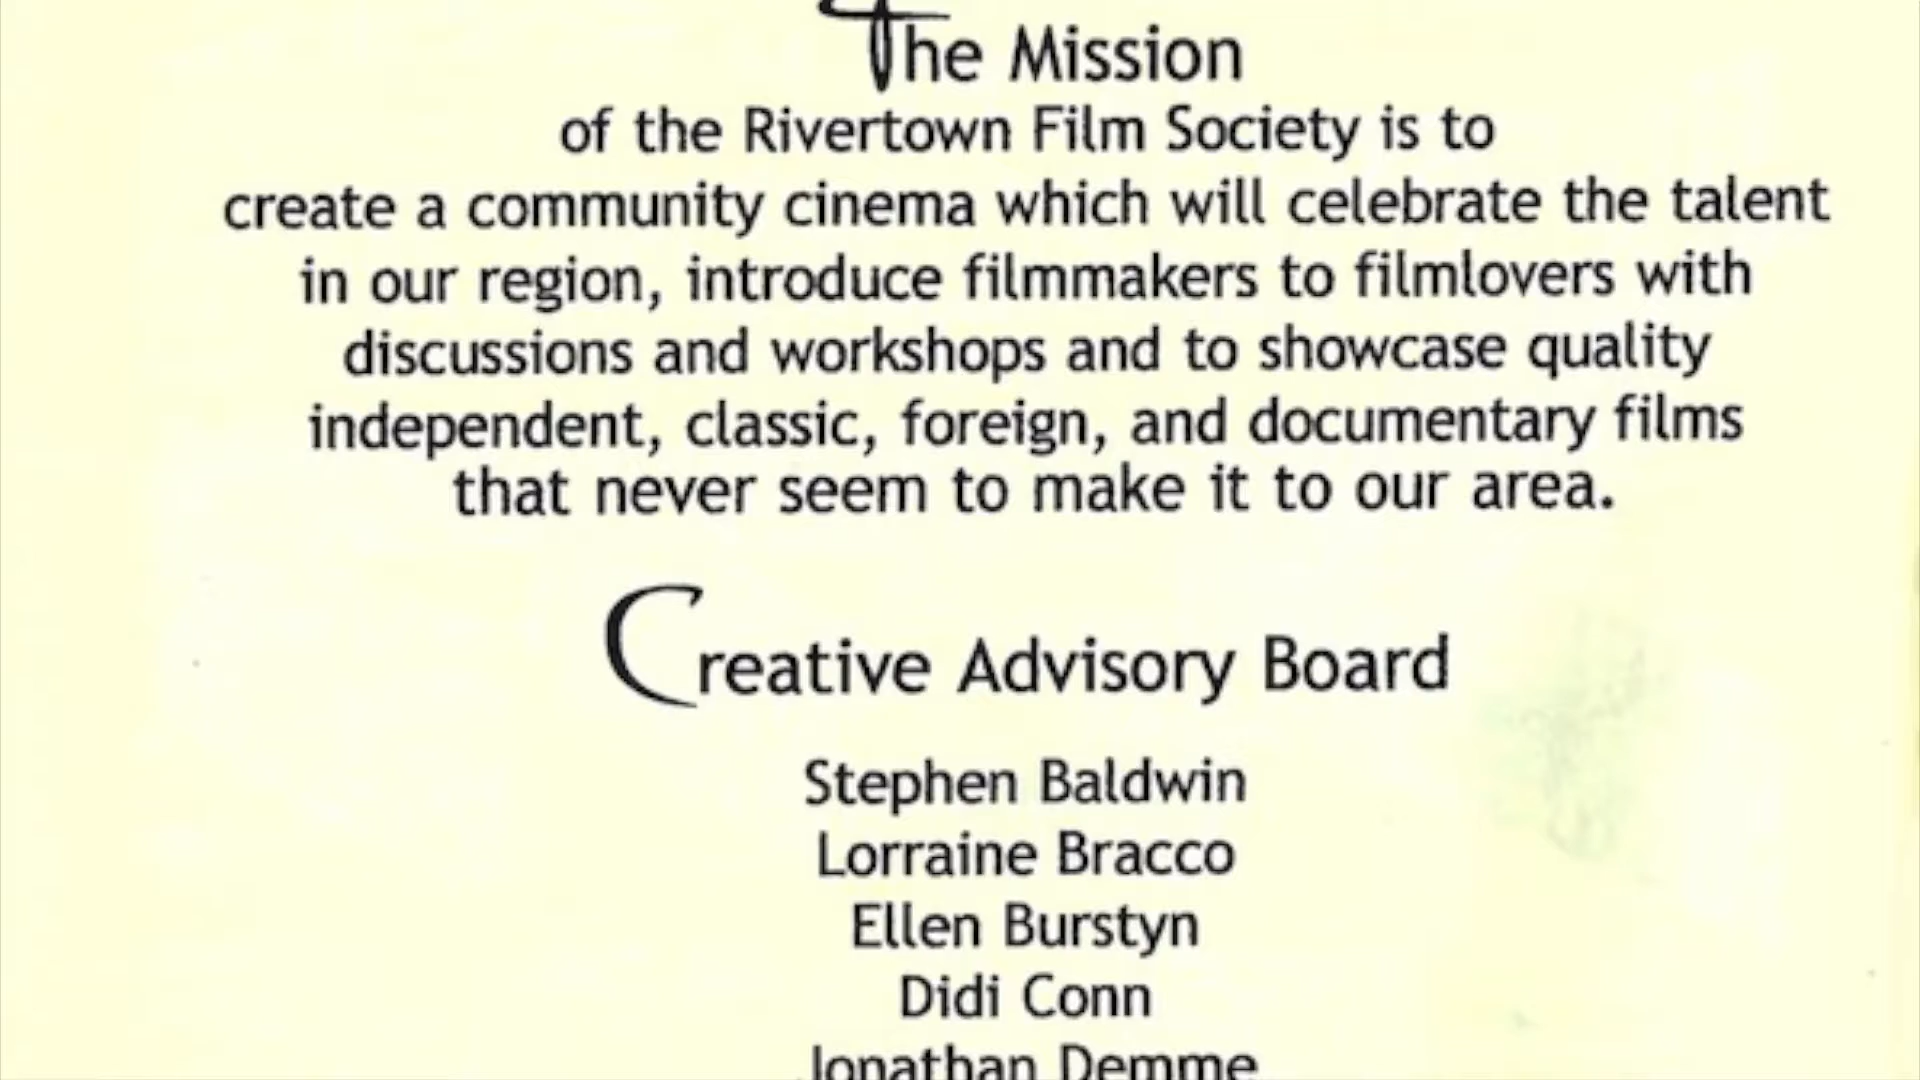 The Mission
of the Rivertown Film Society is to
create a community cinema which will celebrate the talent
in our region, introduce filmmakers to filmlovers with
discussions and workshops and to showcase quality
independent, classic, foreign, and documentary films
that never seem to make it to our area.
Creative Advisory Board
Stephen Baldwin
Lorraine Bracco
Ellen Burstyn
Didi Conn
Jonathan Demme